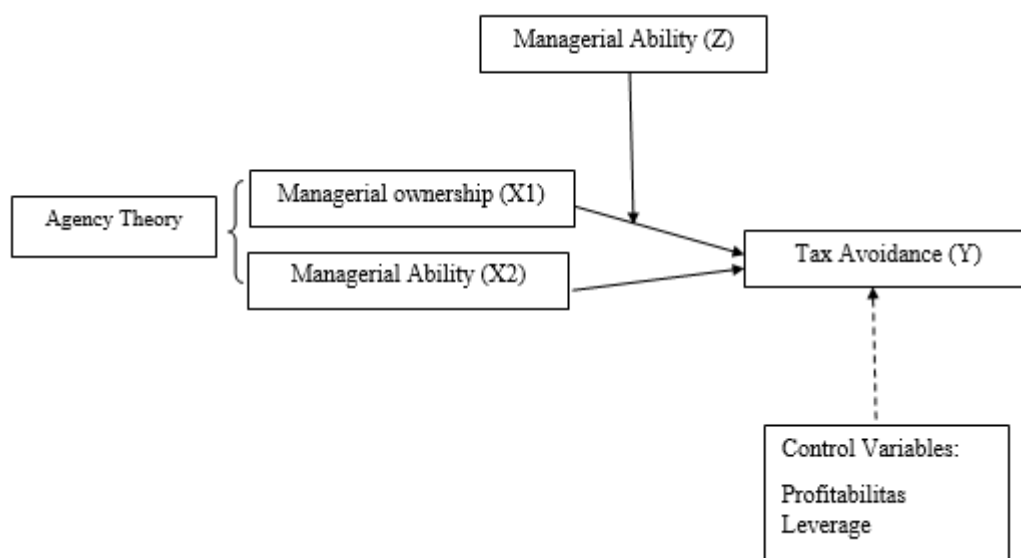 Managerial Ability (Z)
Managerial ownership (X1)
Agency Theory
Managerial Ability (X2)
Tax Avoidance (Y)
Control Variables:
Profitabilitas
Leverage